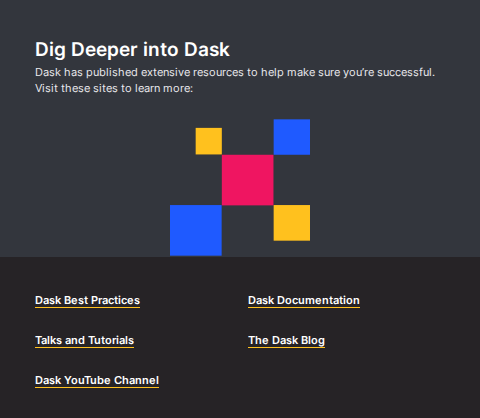 Dig Deeper into Dask
Dask has published extensive resources to help make sure you're successful.
Visit these sites to learn more:
Dask Best Practices
Dask Documentation
Talks and Tutorials
The Dask Blog
Dask YouTube Channel